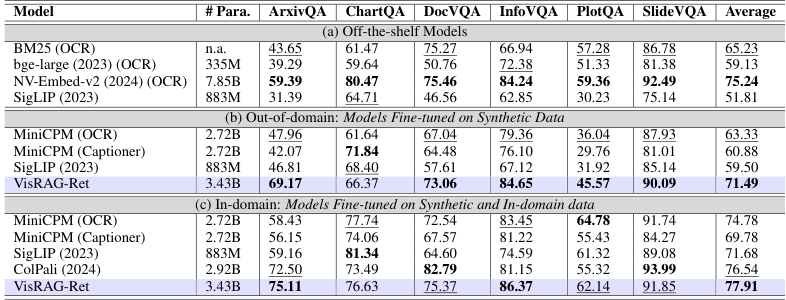 Model # Para. ArxivQA ChartQA DocVQA InfoVQA PlotQA SlideVQA Average
(a) Off-the-shelf Models
BM25 (OCR) n.a. 43.65 61.47 75.27 66.94 57.28 86.78 65.23
bge-large (2023) (OCR) 335M 39.29 59.64 50.76 72.38 51.33 81.38 59.13
NV-Embed-v2 (2024) (OCR) 7.85B 59.39 80.47 75.46 84.24 59.36 92.49 75.24
SigLIP (2023) 883M 31.39 64.71 46.56 62.85 30.23 75.14 51.81
(b) Out-of-domain: Models Fine-tuned on Synthetic Data
MiniCPM (OCR) 2.72B 47.96 61.64 67.04 79.36 36.04 87.93 63.33
MiniCPM (Captioner) 2.72B 42.07 71.84 64.48 76.10 29.76 81.01 60.88
SigLIP (2023) 883M 46.81 68.40 57.61 67.12 31.92 85.14 59.50
VisRAG-Ret 3.43B 69.17 66.37 73.06 84.65 45.57 90.09 71.49
(c) In-domain: Models Fine-tuned on Synthetic and In-domain data
MiniCPM (OCR) 2.72B 58.43 77.74 72.54 83.45 64.78 91.74 74.78
MiniCPM (Captioner) 2.72B 56.15 74.06 67.57 81.22 55.43 84.27 69.78
SigLIP (2023) 883M 59.16 81.34 64.60 74.59 61.32 89.08 71.68
ColPali (2024) 2.92B 72.50 73.49 82.79 81.15 55.32 93.99 76.54
VisRAG-Ret 3.43B 75.11 76.63 75.37 86.37 62.14 91.85 77.91